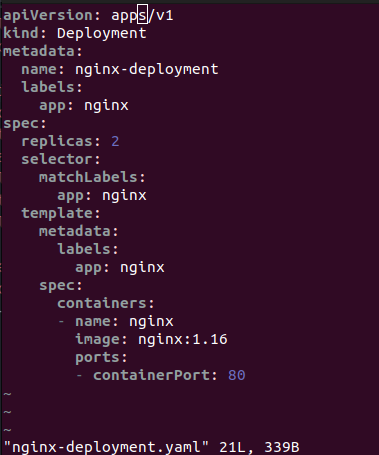 apiVersion: apps/v1
kind: Deployment
metadata:
  name: nginx-deployment
  labels:
    app: nginx
spec:
  replicas: 2
  selector:
    matchLabels:
      app: nginx
  template:
    metadata:
      labels:
        app: nginx
    spec:
      containers:
      - name: nginx
        image: nginx:1.16
        ports:
        - containerPort: 80
~
~
~
"nginx-deployment.yaml" 21L, 339B